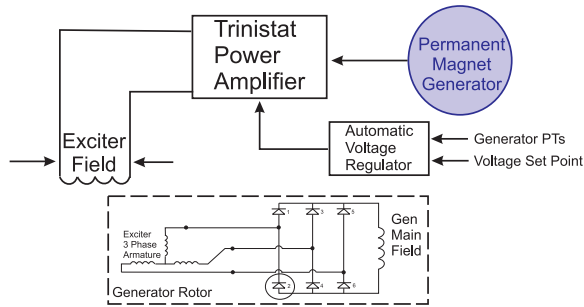 Trinistat
Power
Amplifier
Permanent
Magnet
Generator
Exciter
Field
Automatic
Voltage
Regulator
Generator PTs
Voltage Set Point
1
3
5
Exciter
3 Phase
Armature
Gen
Main
Field
2
4
6
Generator Rotor